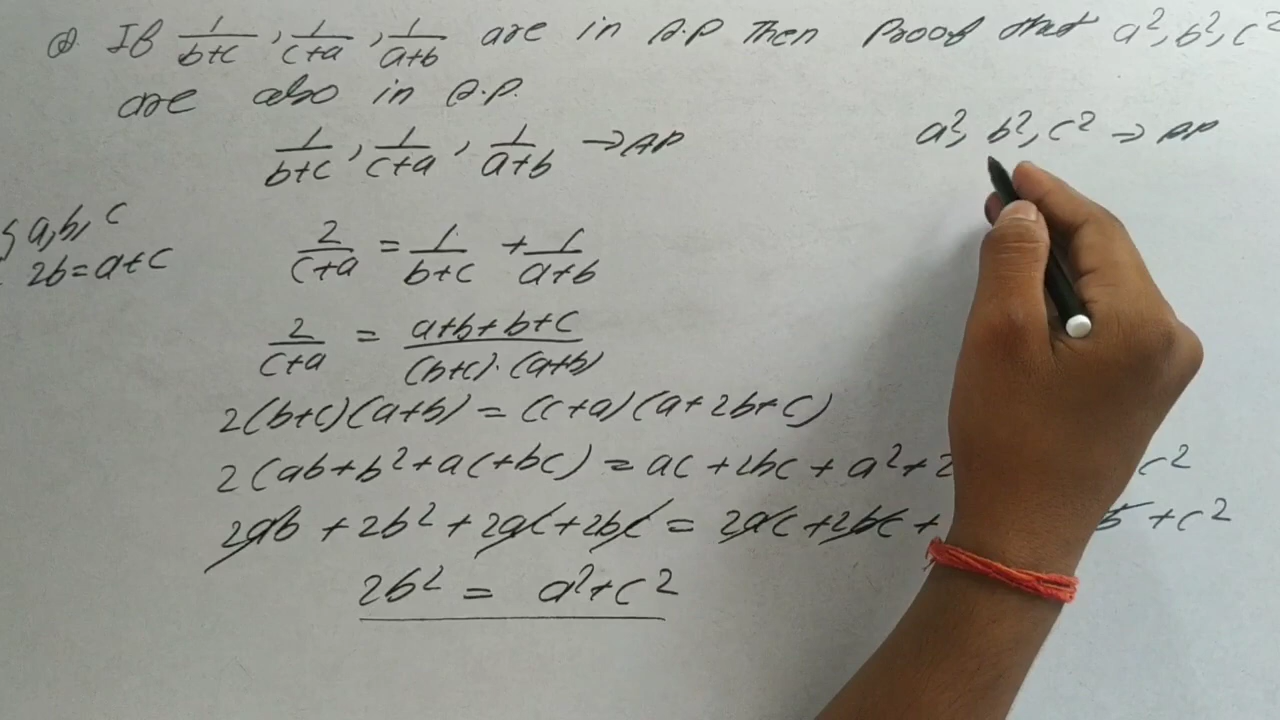 Q. If 1/(b+c), 1/(c+a), 1/(a+b) are in A.P Then Proof that a², b², c²
are also in A.P.
1/(b+c), 1/(c+a), 1/(a+b) → AP
a², b², c² → AP
a, b, c
2b = a+c
2/(c+a) = 1/(b+c) + 1/(a+b)
2/(c+a) = (a+b+b+c)/((b+c)·(a+b))
2(b+c)(a+b) = (c+a)(a+2b+c)
2(ab+b²+ac+bc) = ac+2bc+a²+2 c²
2ab+2b²+2ac+2bc = 2ac+2bc+ b+c²
2b² = a²+c²